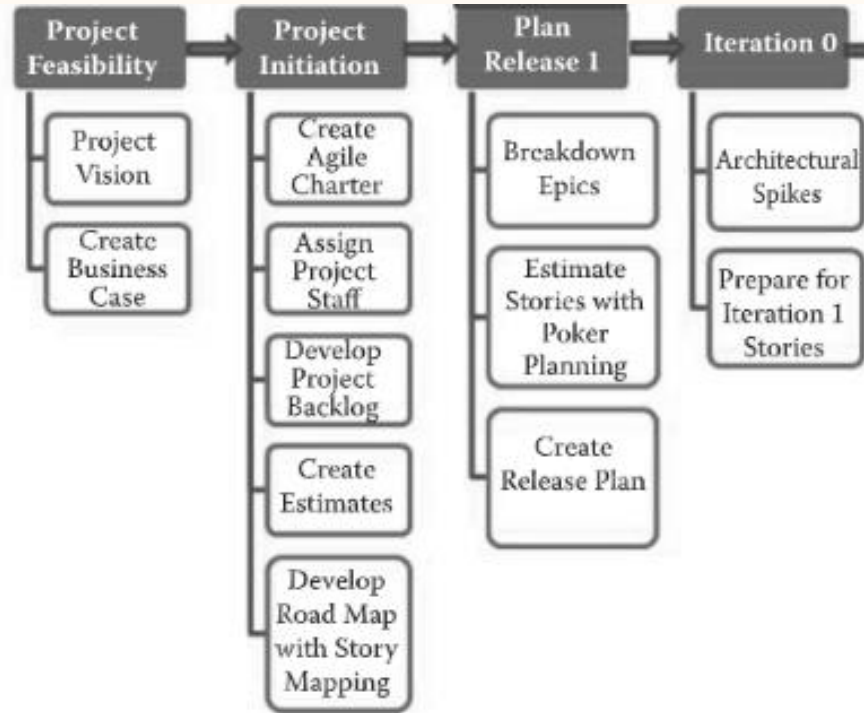 Project
Feasibility
Project
Vision
Create
Business
Case
Project
Initiation
Create
Agile
Charter
Assign
Project
Staff
Develop
Project
Backlog
Create
Estimates
Develop
Road Map
with Story
Mapping
Plan
Release 1
Breakdown
Epics
Estimate
Stories with
Poker
Planning
Create
Release Plan
Iteration 0
Architectural
Spikes
Prepare for
Iteration 1
Stories